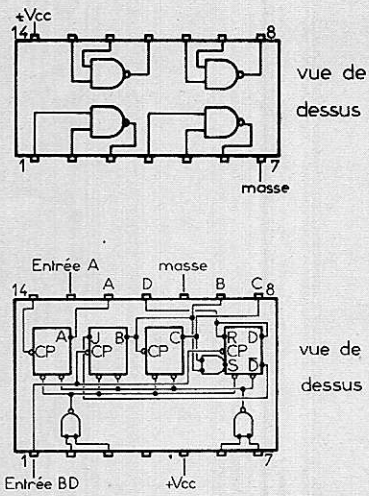 +Vcc
14 8
vue de
dessus
1 7
masse
Entrée A masse
14 A D B C 8
A J B C R D
CP CP CP CP
S D̅
vue de
dessus
1 7
Entrée BD +Vcc